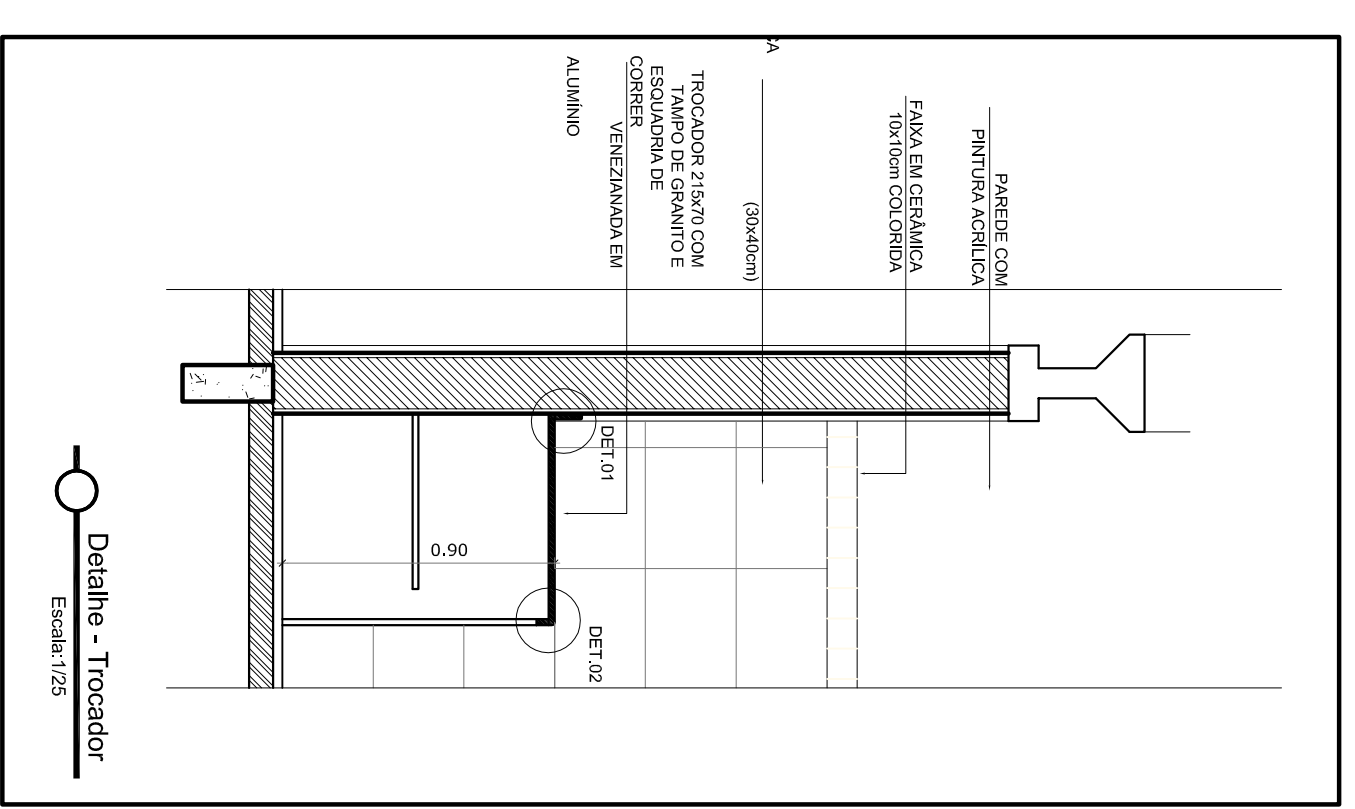 PAREDE COM
PINTURA ACRÍLICA
FAIXA EM CERÂMICA
10x10cm COLORIDA
CA
(30x40cm)
TROCADOR 215x70 COM
TAMPO DE GRANITO E
ESQUADRIA DE
CORRER
VENEZIANADA EM
ALUMÍNIO
DET.01
0.90
DET.02
Detalhe - Trocador
Escala:1/25